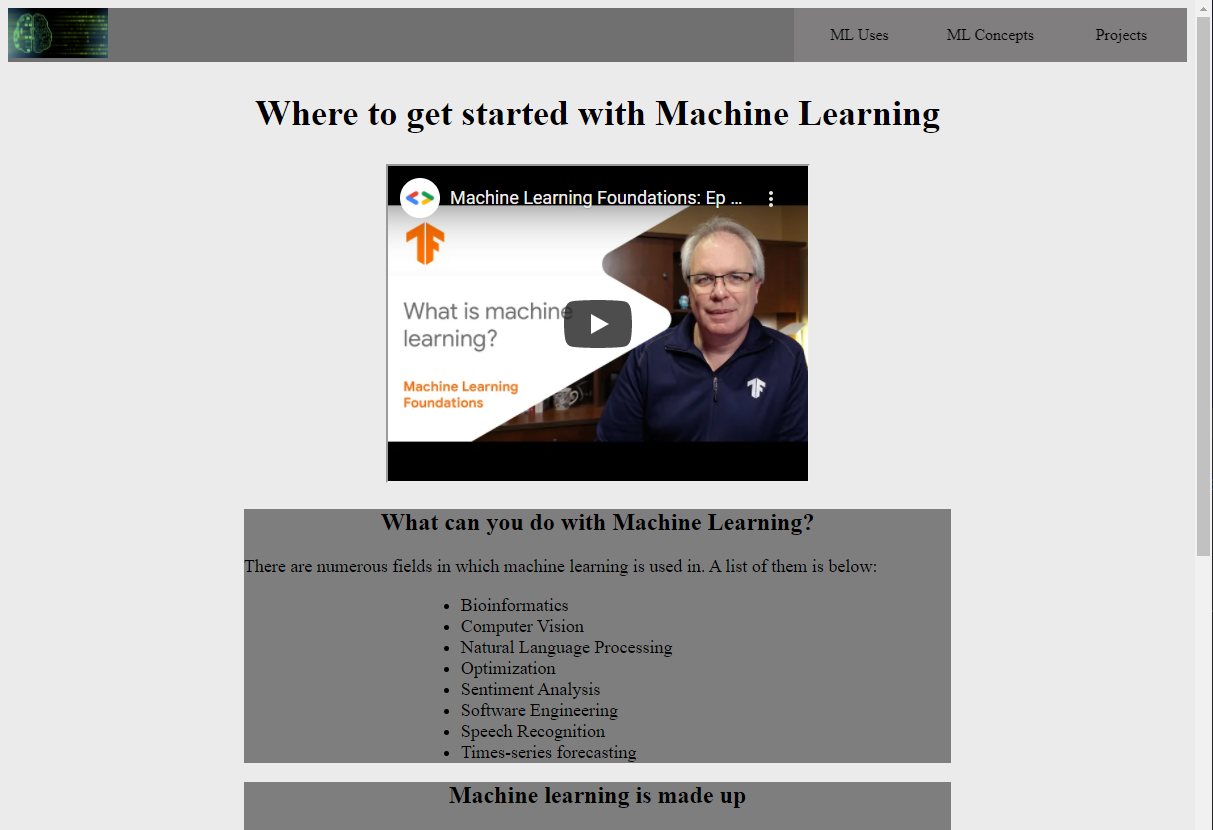 ML Uses ML Concepts Projects
Where to get started with Machine Learning
Machine Learning Foundations: Ep ...
What is machine
learning?
Machine Learning
Foundations
What can you do with Machine Learning?
There are numerous fields in which machine learning is used in. A list of them is below:
• Bioinformatics
• Computer Vision
• Natural Language Processing
• Optimization
• Sentiment Analysis
• Software Engineering
• Speech Recognition
• Times-series forecasting
Machine learning is made up